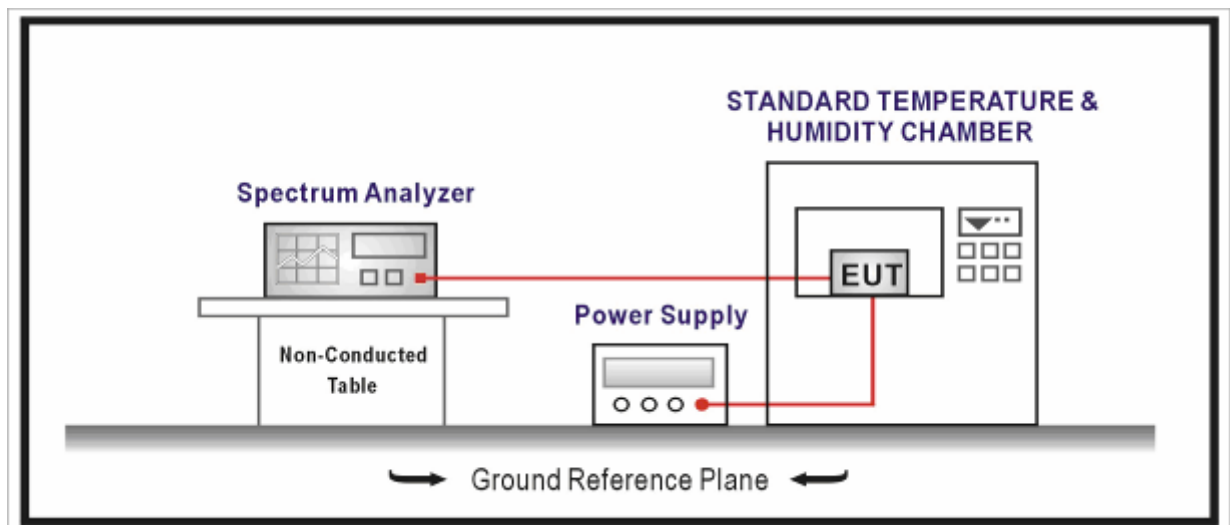 STANDARD TEMPERATURE &
HUMIDITY CHAMBER
Spectrum Analyzer
EUT
Power Supply
Non-Conducted
Table
Ground Reference Plane